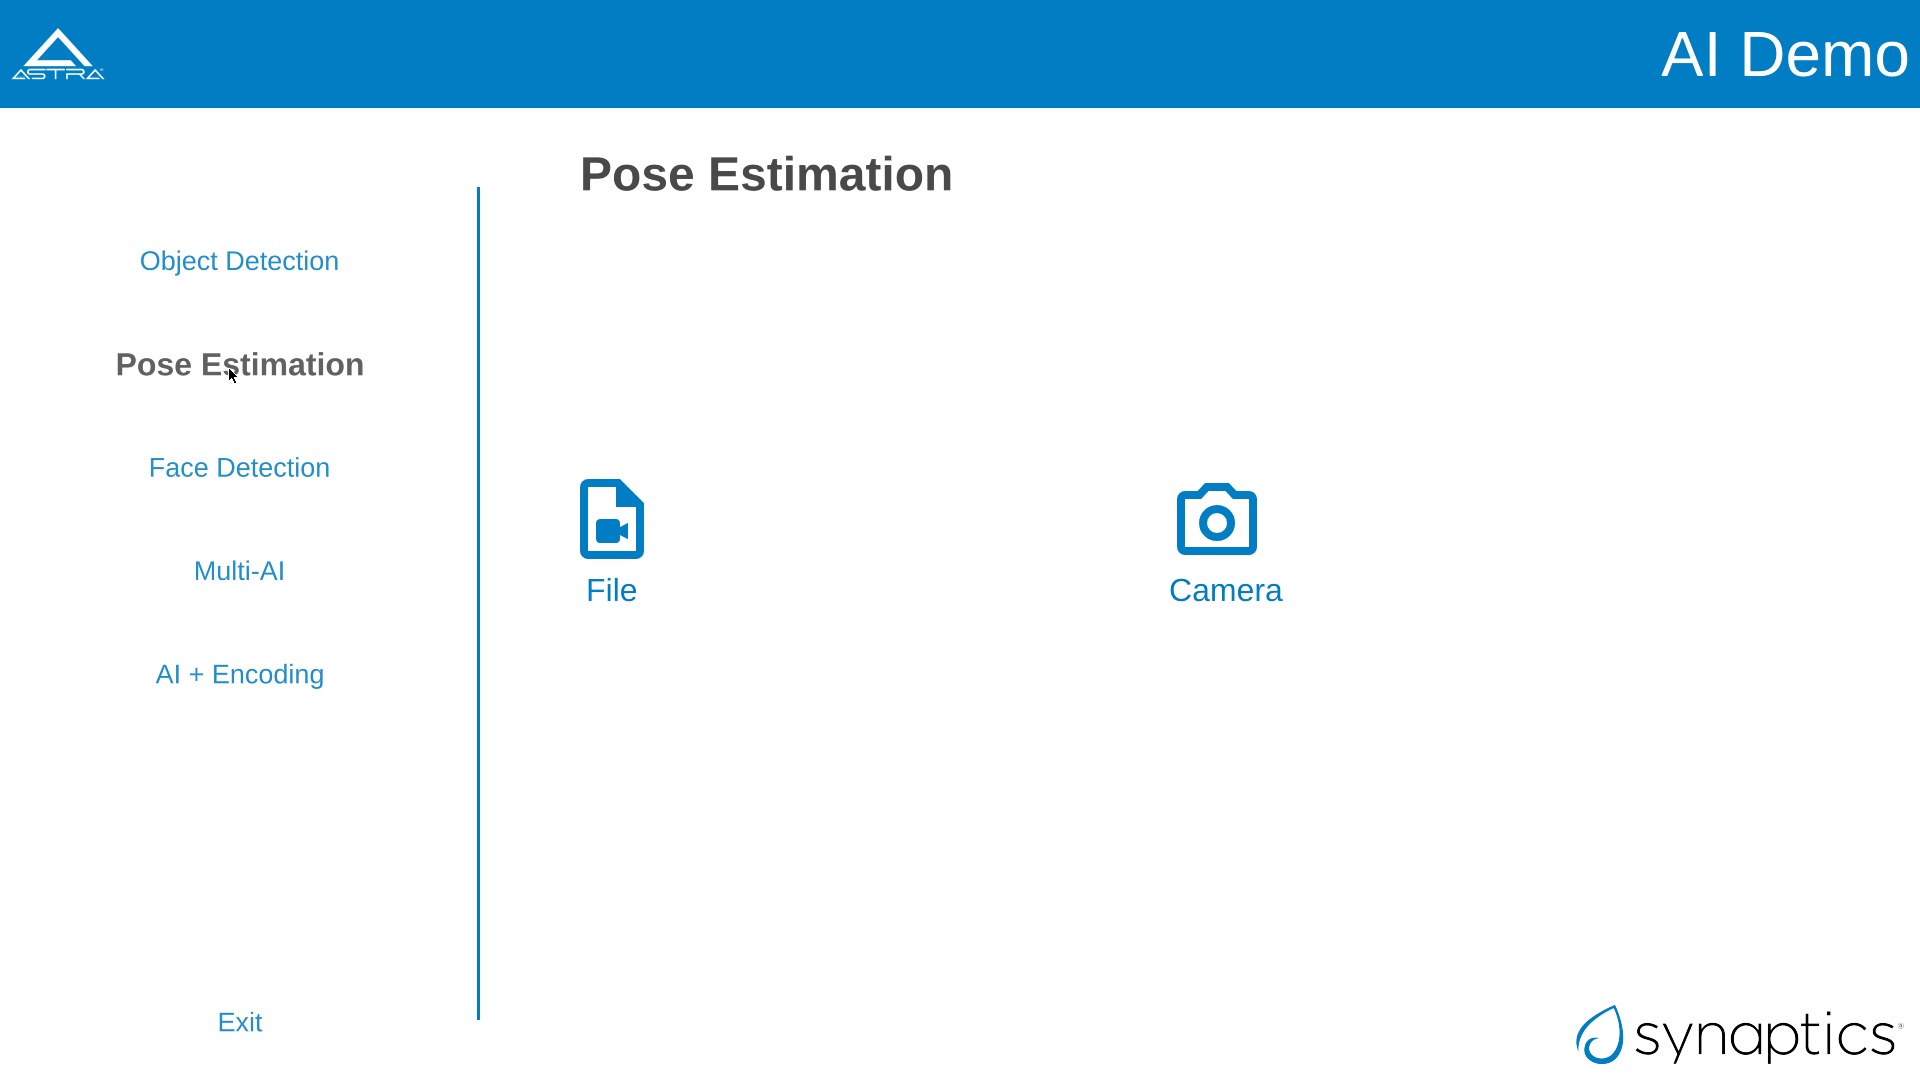 ASTRA
AI Demo
Pose Estimation
Object Detection
Pose Estimation
Face Detection
Multi-AI
AI + Encoding
File
Camera
Exit
synaptics®